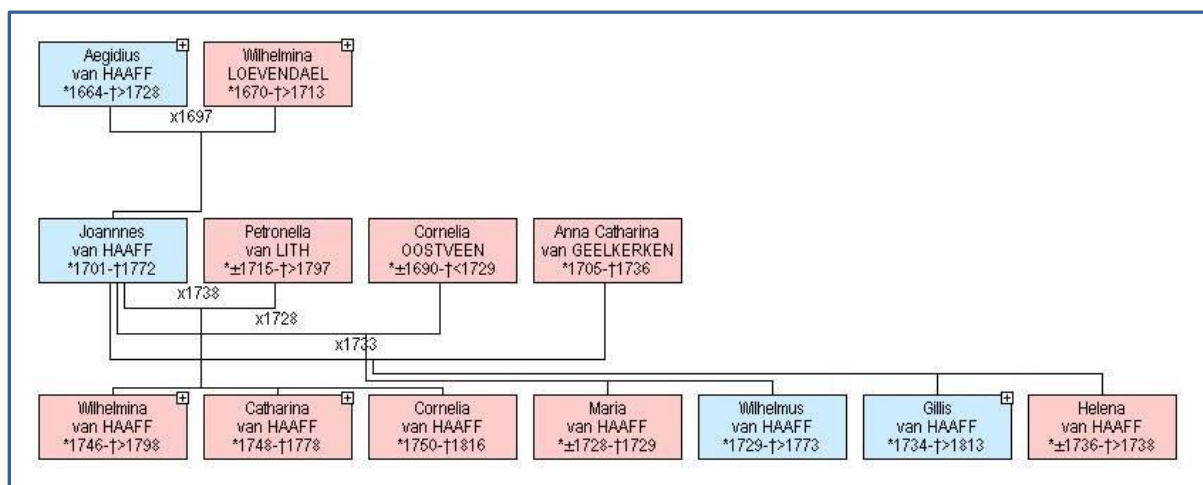 Aegidius
van HAAFF
*1664-†>1728
Wilhelmina
LOEVENDAEL
*1670-†>1713
x1697
Joannnes
van HAAFF
*1701-†1772
Petronella
van LITH
*±1715-†>1797
Cornelia
OOSTVEEN
*±1690-†<1729
Anna Catharina
van GEELKERKEN
*1705-†1736
x1738
x1728
x1733
Wilhelmina
van HAAFF
*1746-†>1798
Catharina
van HAAFF
*1748-†1778
Cornelia
van HAAFF
*1750-†1816
Maria
van HAAFF
*±1728-†1729
Wilhelmus
van HAAFF
*1729-†>1773
Gillis
van HAAFF
*1734-†>1813
Helena
van HAAFF
*±1736-†>1738